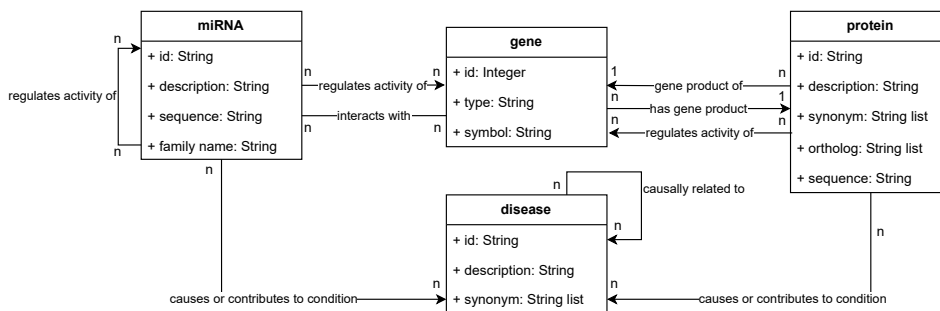 miRNA
+ id: String
+ description: String
+ sequence: String
+ family name: String
n
n
regulates activity of
gene
+ id: Integer
+ type: String
+ symbol: String
n
regulates activity of
n
n
interacts with
n
protein
+ id: String
+ description: String
+ synonym: String list
+ ortholog: String list
+ sequence: String
1
gene product of
n
n
has gene product
1
n
regulates activity of
n
disease
+ id: String
+ description: String
+ synonym: String list
n
causally related to
n
n
causes or contributes to condition
n
n
causes or contributes to condition
n